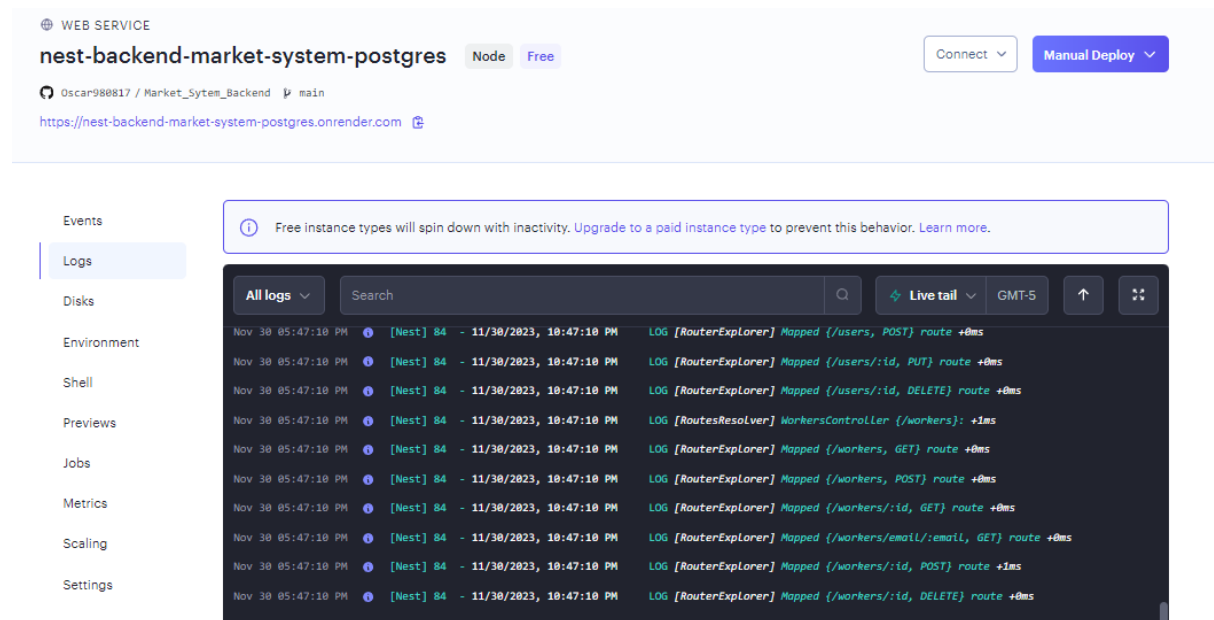 WEB SERVICE
nest-backend-market-system-postgres Node Free
Connect Manual Deploy
Oscar980817 / Market_Sytem_Backend main
https://nest-backend-market-system-postgres.onrender.com
Events
Logs
Disks
Environment
Shell
Previews
Jobs
Metrics
Scaling
Settings
Free instance types will spin down with inactivity. Upgrade to a paid instance type to prevent this behavior. Learn more.
All logs Search Live tail GMT-5
Nov 30 05:47:10 PM [Nest] 84 - 11/30/2023, 10:47:10 PM LOG [RouterExplorer] Mapped {/users, POST} route +0ms
Nov 30 05:47:10 PM [Nest] 84 - 11/30/2023, 10:47:10 PM LOG [RouterExplorer] Mapped {/users/:id, PUT} route +0ms
Nov 30 05:47:10 PM [Nest] 84 - 11/30/2023, 10:47:10 PM LOG [RouterExplorer] Mapped {/users/:id, DELETE} route +0ms
Nov 30 05:47:10 PM [Nest] 84 - 11/30/2023, 10:47:10 PM LOG [RoutesResolver] WorkersController {/workers}: +1ms
Nov 30 05:47:10 PM [Nest] 84 - 11/30/2023, 10:47:10 PM LOG [RouterExplorer] Mapped {/workers, GET} route +0ms
Nov 30 05:47:10 PM [Nest] 84 - 11/30/2023, 10:47:10 PM LOG [RouterExplorer] Mapped {/workers, POST} route +0ms
Nov 30 05:47:10 PM [Nest] 84 - 11/30/2023, 10:47:10 PM LOG [RouterExplorer] Mapped {/workers/:id, GET} route +0ms
Nov 30 05:47:10 PM [Nest] 84 - 11/30/2023, 10:47:10 PM LOG [RouterExplorer] Mapped {/workers/email/:email, GET} route +0ms
Nov 30 05:47:10 PM [Nest] 84 - 11/30/2023, 10:47:10 PM LOG [RouterExplorer] Mapped {/workers/:id, POST} route +1ms
Nov 30 05:47:10 PM [Nest] 84 - 11/30/2023, 10:47:10 PM LOG [RouterExplorer] Mapped {/workers/:id, DELETE} route +0ms